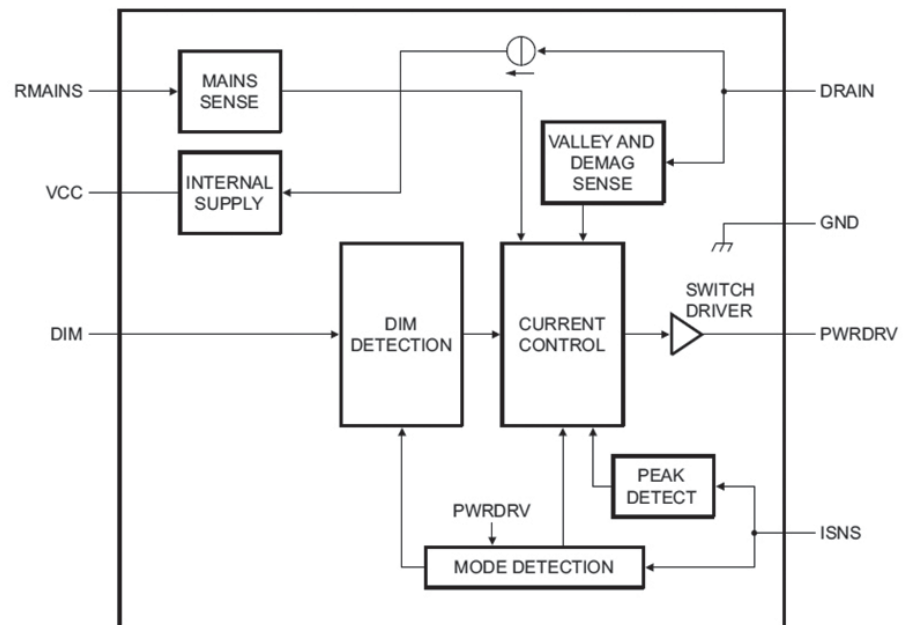 RMAINS
MAINS
SENSE
DRAIN
VALLEY AND
DEMAG
SENSE
VCC
INTERNAL
SUPPLY
GND
SWITCH
DRIVER
DIM
DIM
DETECTION
CURRENT
CONTROL
PWRDRV
PEAK
DETECT
PWRDRV
ISNS
MODE DETECTION